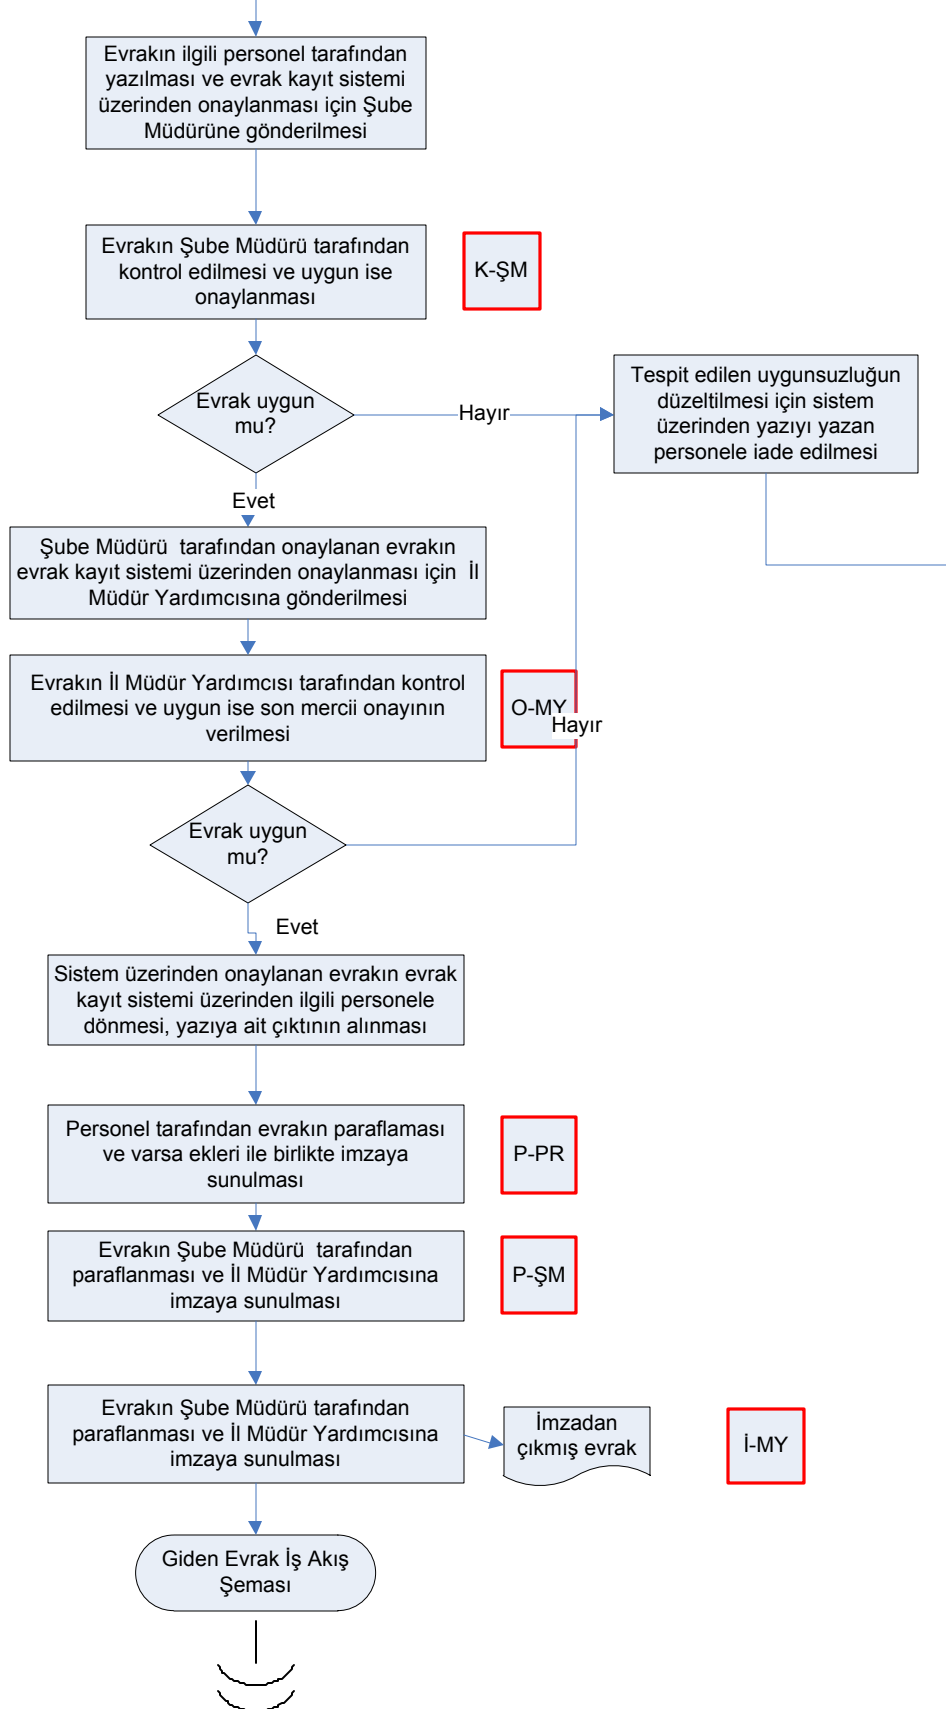 Evrakın ilgili personel tarafından
yazılması ve evrak kayıt sistemi
üzerinden onaylanması için Şube
Müdürüne gönderilmesi
Evrakın Şube Müdürü tarafından
kontrol edilmesi ve uygun ise
onaylanması
K-ŞM
Evrak uygun
mu?
Hayır
Tespit edilen uygunsuzluğun
düzeltilmesi için sistem
üzerinden yazıyı yazan
personele iade edilmesi
Evet
Şube Müdürü  tarafından onaylanan evrakın
evrak kayıt sistemi üzerinden onaylanması için  İl
Müdür Yardımcısına gönderilmesi
Evrakın İl Müdür Yardımcısı tarafından kontrol
edilmesi ve uygun ise son mercii onayının
verilmesi
O-MY
Hayır
Evrak uygun
mu?
Evet
Sistem üzerinden onaylanan evrakın evrak
kayıt sistemi üzerinden ilgili personele
dönmesi, yazıya ait çıktının alınması
Personel tarafından evrakın paraflaması
ve varsa ekleri ile birlikte imzaya
sunulması
P-PR
Evrakın Şube Müdürü  tarafından
paraflanması ve İl Müdür Yardımcısına
imzaya sunulması
P-ŞM
Evrakın Şube Müdürü tarafından
paraflanması ve İl Müdür Yardımcısına
imzaya sunulması
İmzadan
çıkmış evrak
İ-MY
Giden Evrak İş Akış
Şeması